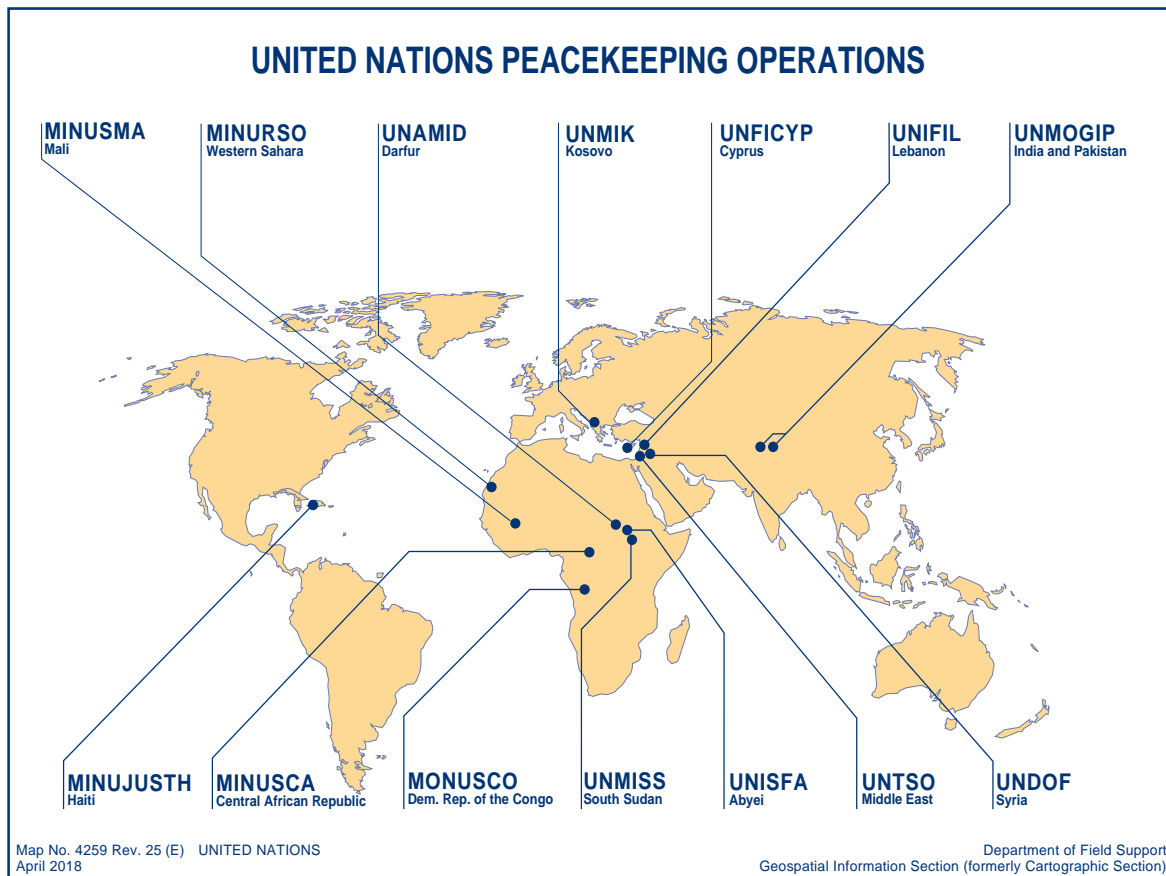 UNITED NATIONS PEACEKEEPING OPERATIONS
MINUSMA
Mali
MINURSO
Western Sahara
UNAMID
Darfur
UNMIK
Kosovo
UNFICYP
Cyprus
UNIFIL
Lebanon
UNMOGIP
India and Pakistan
MINUJUSTH
Haiti
MINUSCA
Central African Republic
MONUSCO
Dem. Rep. of the Congo
UNMISS
South Sudan
UNISFA
Abyei
UNTSO
Middle East
UNDOF
Syria
Map No. 4259 Rev. 25 (E) UNITED NATIONS
April 2018
Department of Field Support
Geospatial Information Section (formerly Cartographic Section)